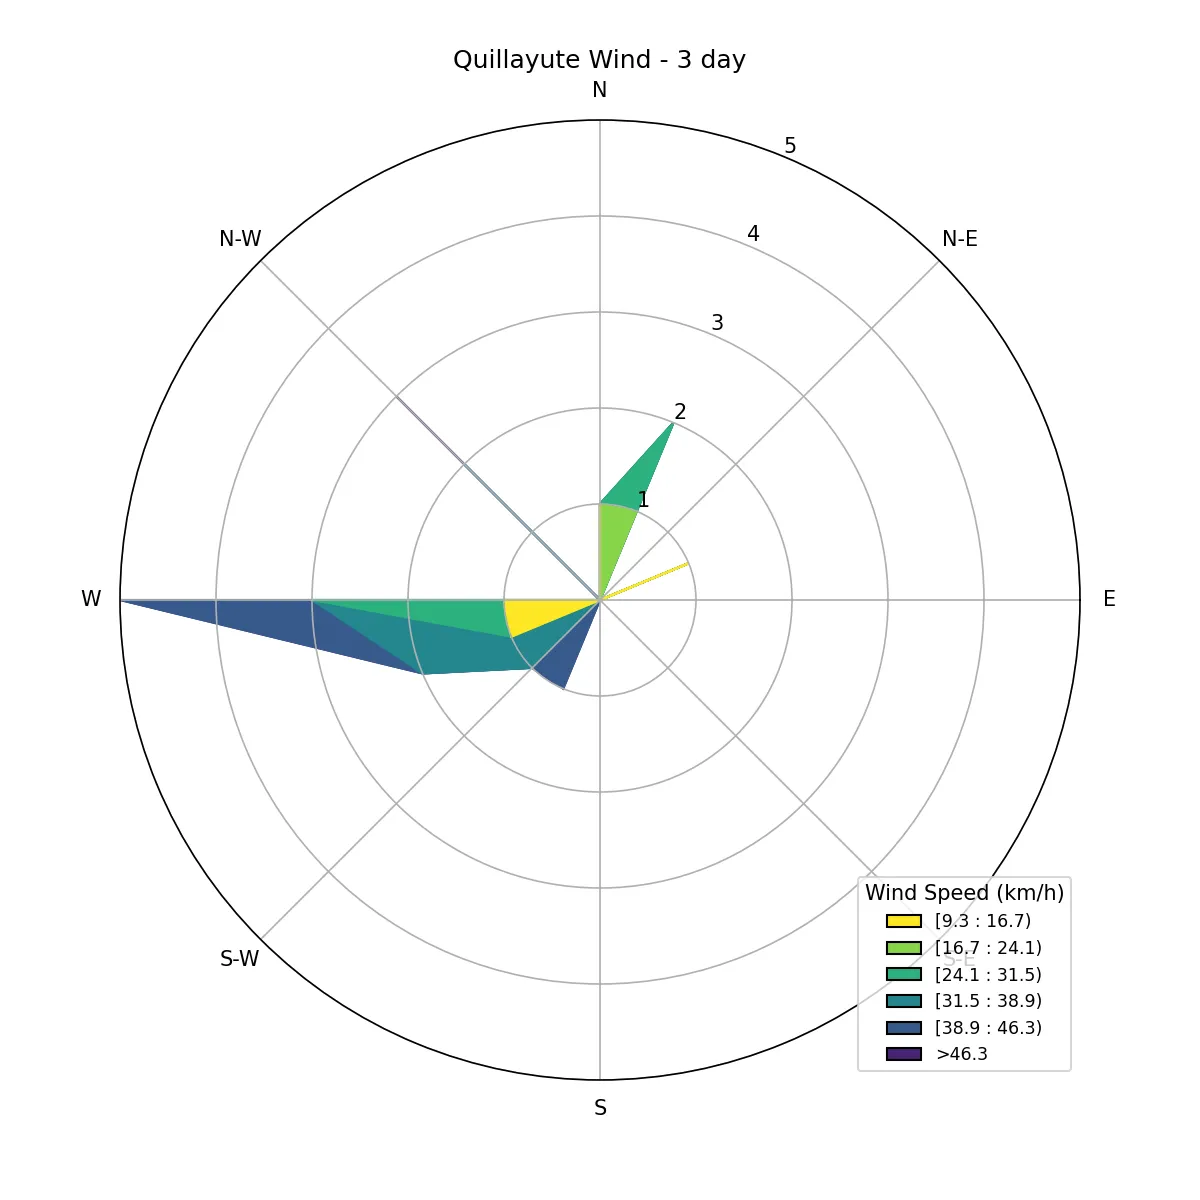 Quillayute Wind - 3 day
N
5
N-W
4
N-E
3
2
1
W
E
Wind Speed (km/h)
[9.3 : 16.7)
[16.7 : 24.1)
S-W
S-E
[24.1 : 31.5)
[31.5 : 38.9)
[38.9 : 46.3)
>46.3
S